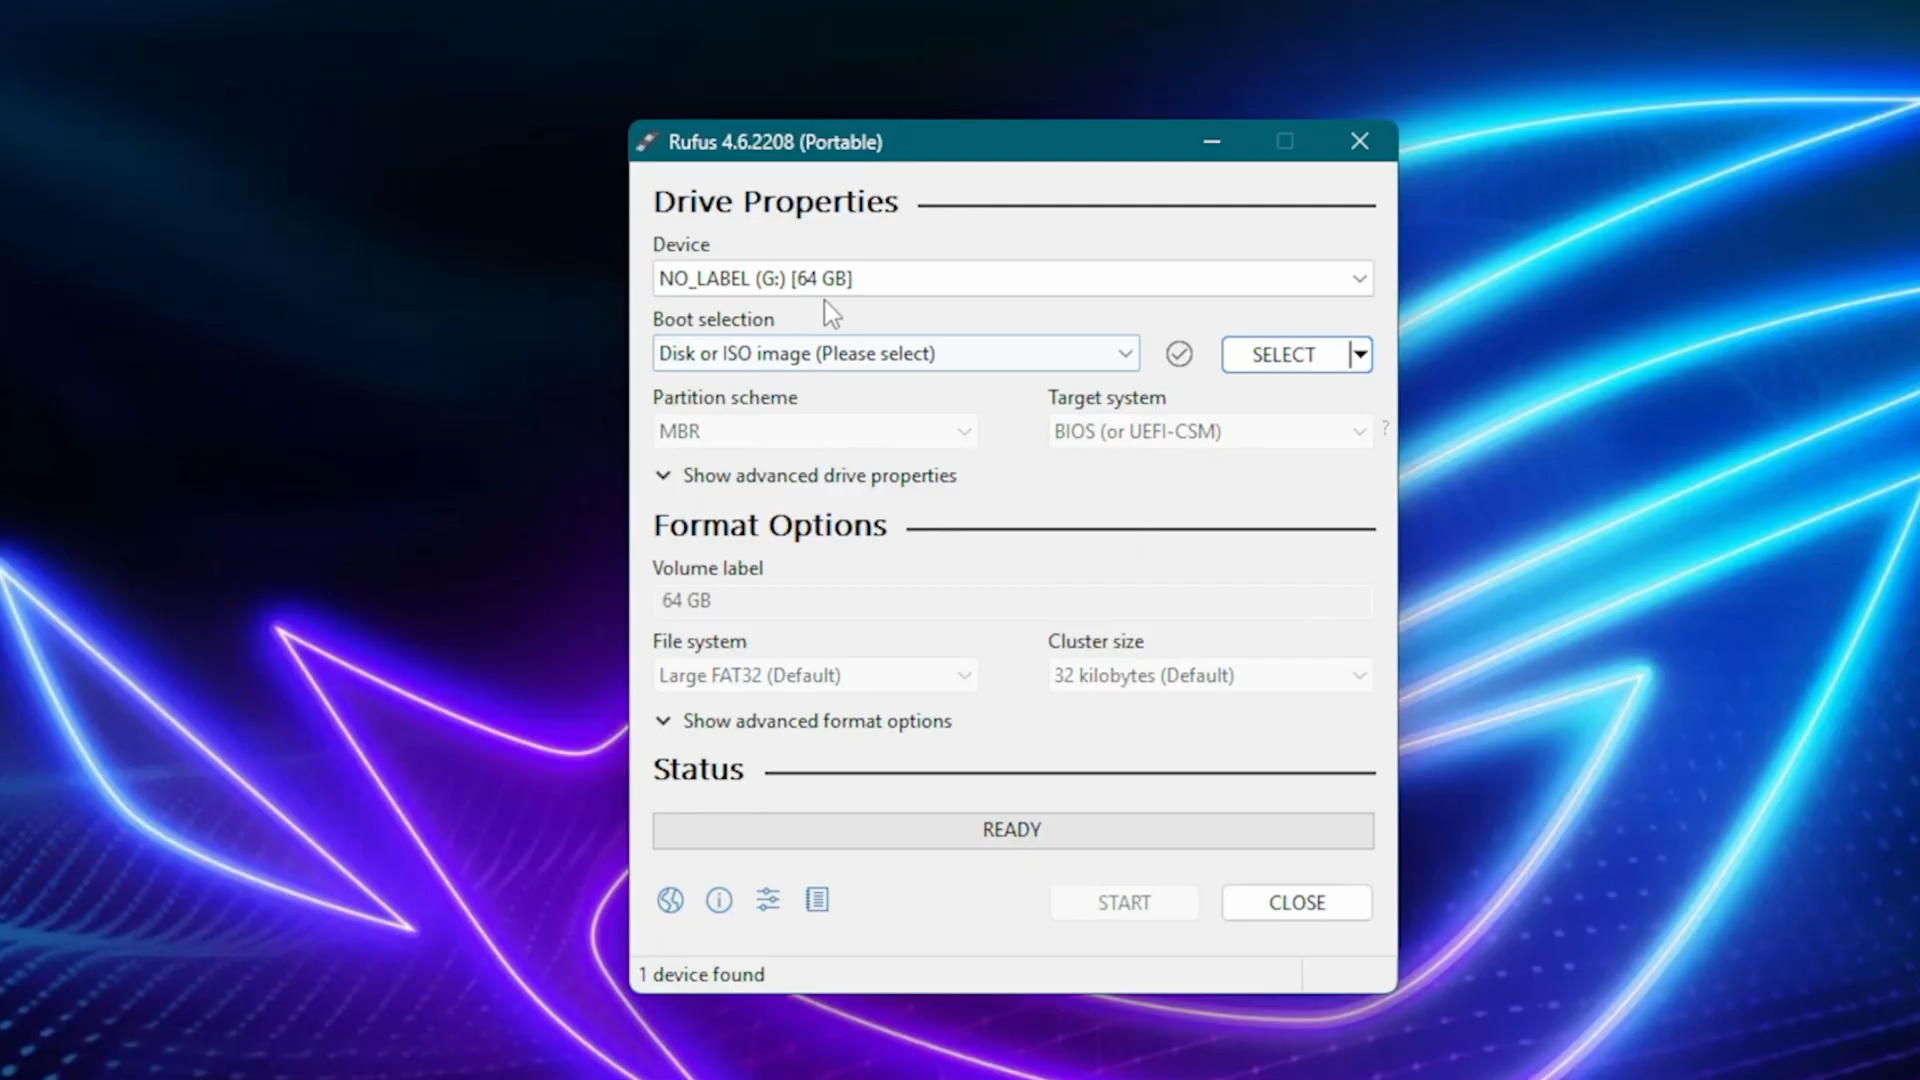 Rufus 4.6.2208 (Portable)
Drive Properties
Device
NO_LABEL (G:) [64 GB]
Boot selection
Disk or ISO image (Please select)
SELECT
Partition scheme
Target system
MBR
BIOS (or UEFI-CSM)
?
Show advanced drive properties
Format Options
Volume label
64 GB
File system
Cluster size
Large FAT32 (Default)
32 kilobytes (Default)
Show advanced format options
Status
READY
START
CLOSE
1 device found